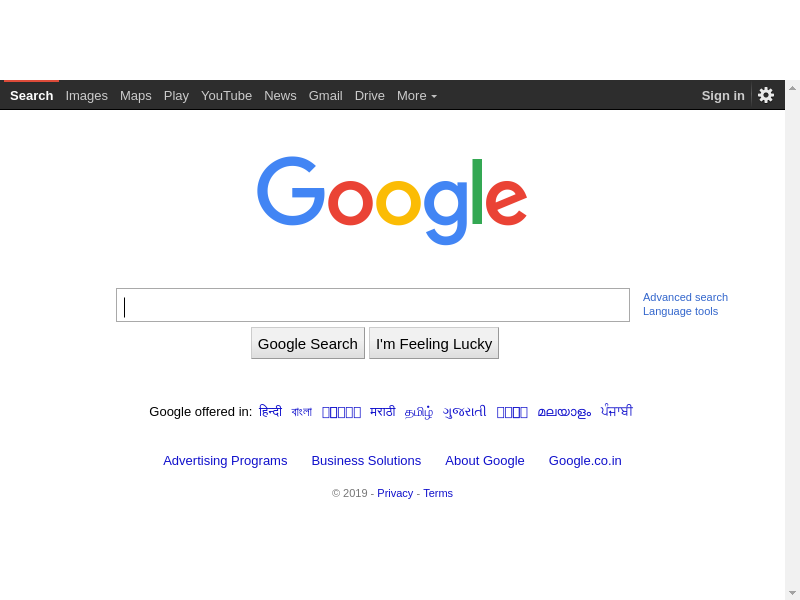 Search Images Maps Play YouTube News Gmail Drive More Sign in
Google
Advanced search
Language tools
Google Search I'm Feeling Lucky
Google offered in: हिन्दी বাংলা मराठी தமிழ் ગુજરાતી മലയാളം ਪੰਜਾਬੀ
Advertising Programs Business Solutions About Google Google.co.in
© 2019 - Privacy - Terms